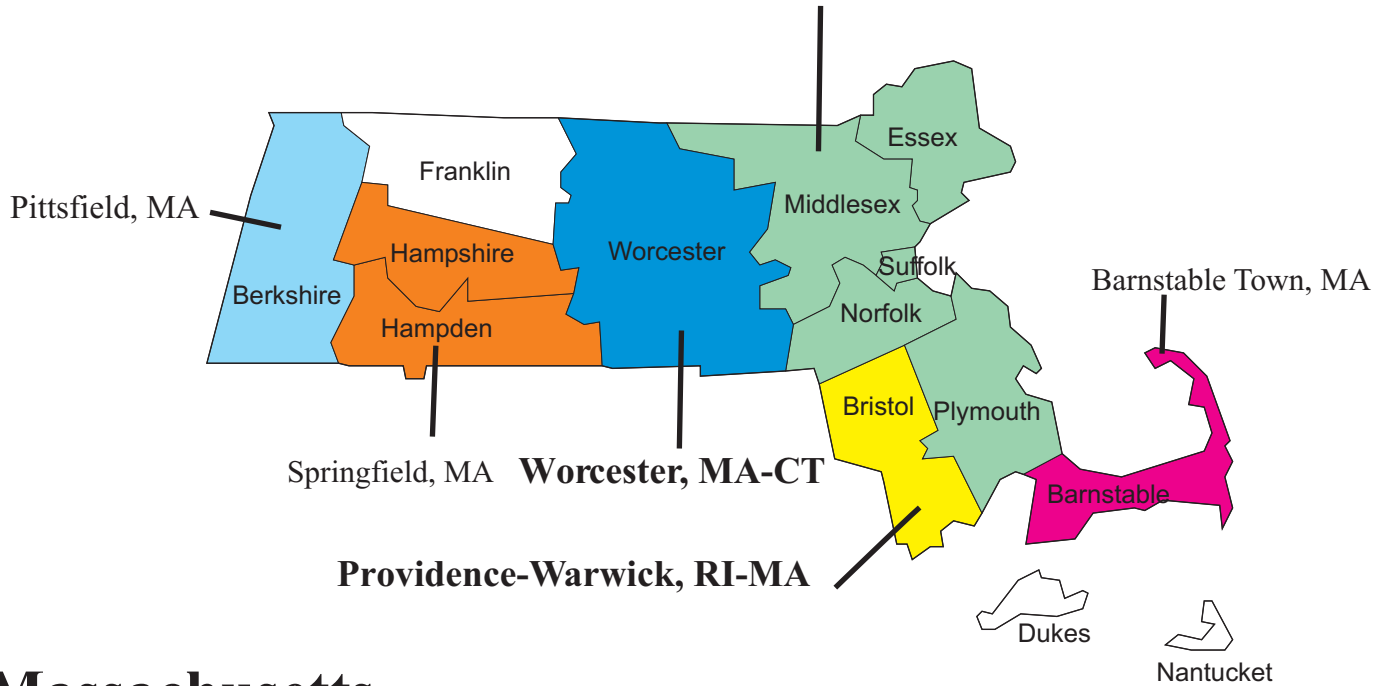 Essex
Franklin
Middlesex
Pittsfield, MA
Hampshire
Worcester
Suffolk
Barnstable Town, MA
Berkshire
Norfolk
Hampden
Bristol
Plymouth
Springfield, MA
Worcester, MA-CT
Barnstable
Providence-Warwick, RI-MA
Dukes
Nantucket
Massachusetts